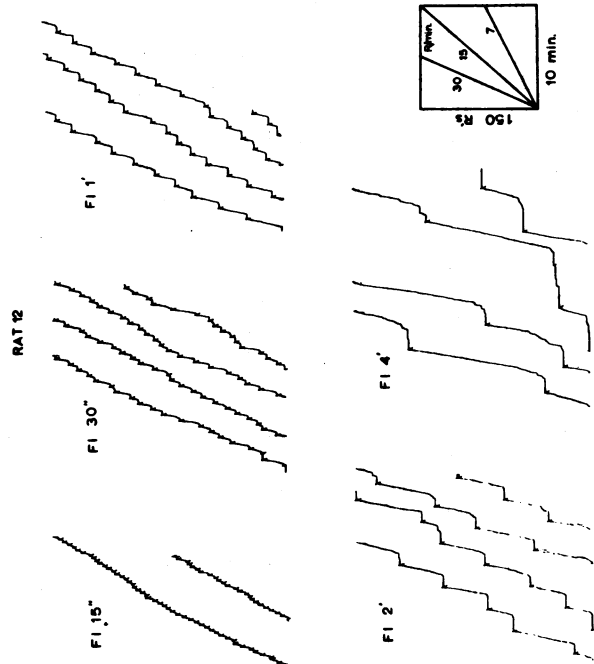 RAT 12
FI 15"
FI 30"
FI 1'
FI 2'
FI 4'
R/min.
30
15
7
150 R's
10 min.